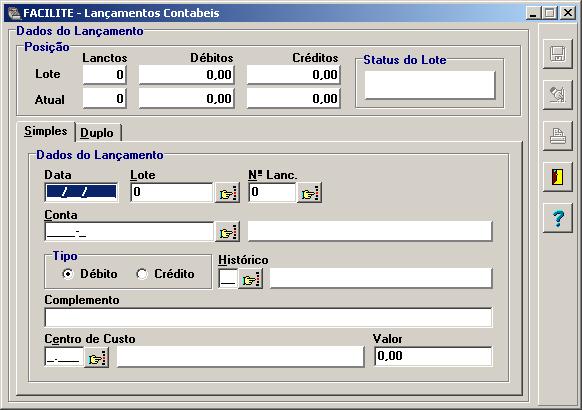 FACILITE - Lançamentos Contabeis
Dados do Lançamento
Posição
Lanctos Débitos Créditos Status do Lote
Lote 0 0,00 0,00
Atual 0 0,00 0,00
Simples Duplo
Dados do Lançamento
Data Lote Nº Lanc.
__/__/____ 0 0
Conta
____-_
Tipo Histórico
Débito Crédito __
Complemento
Centro de Custo Valor
_.___ 0,00
?